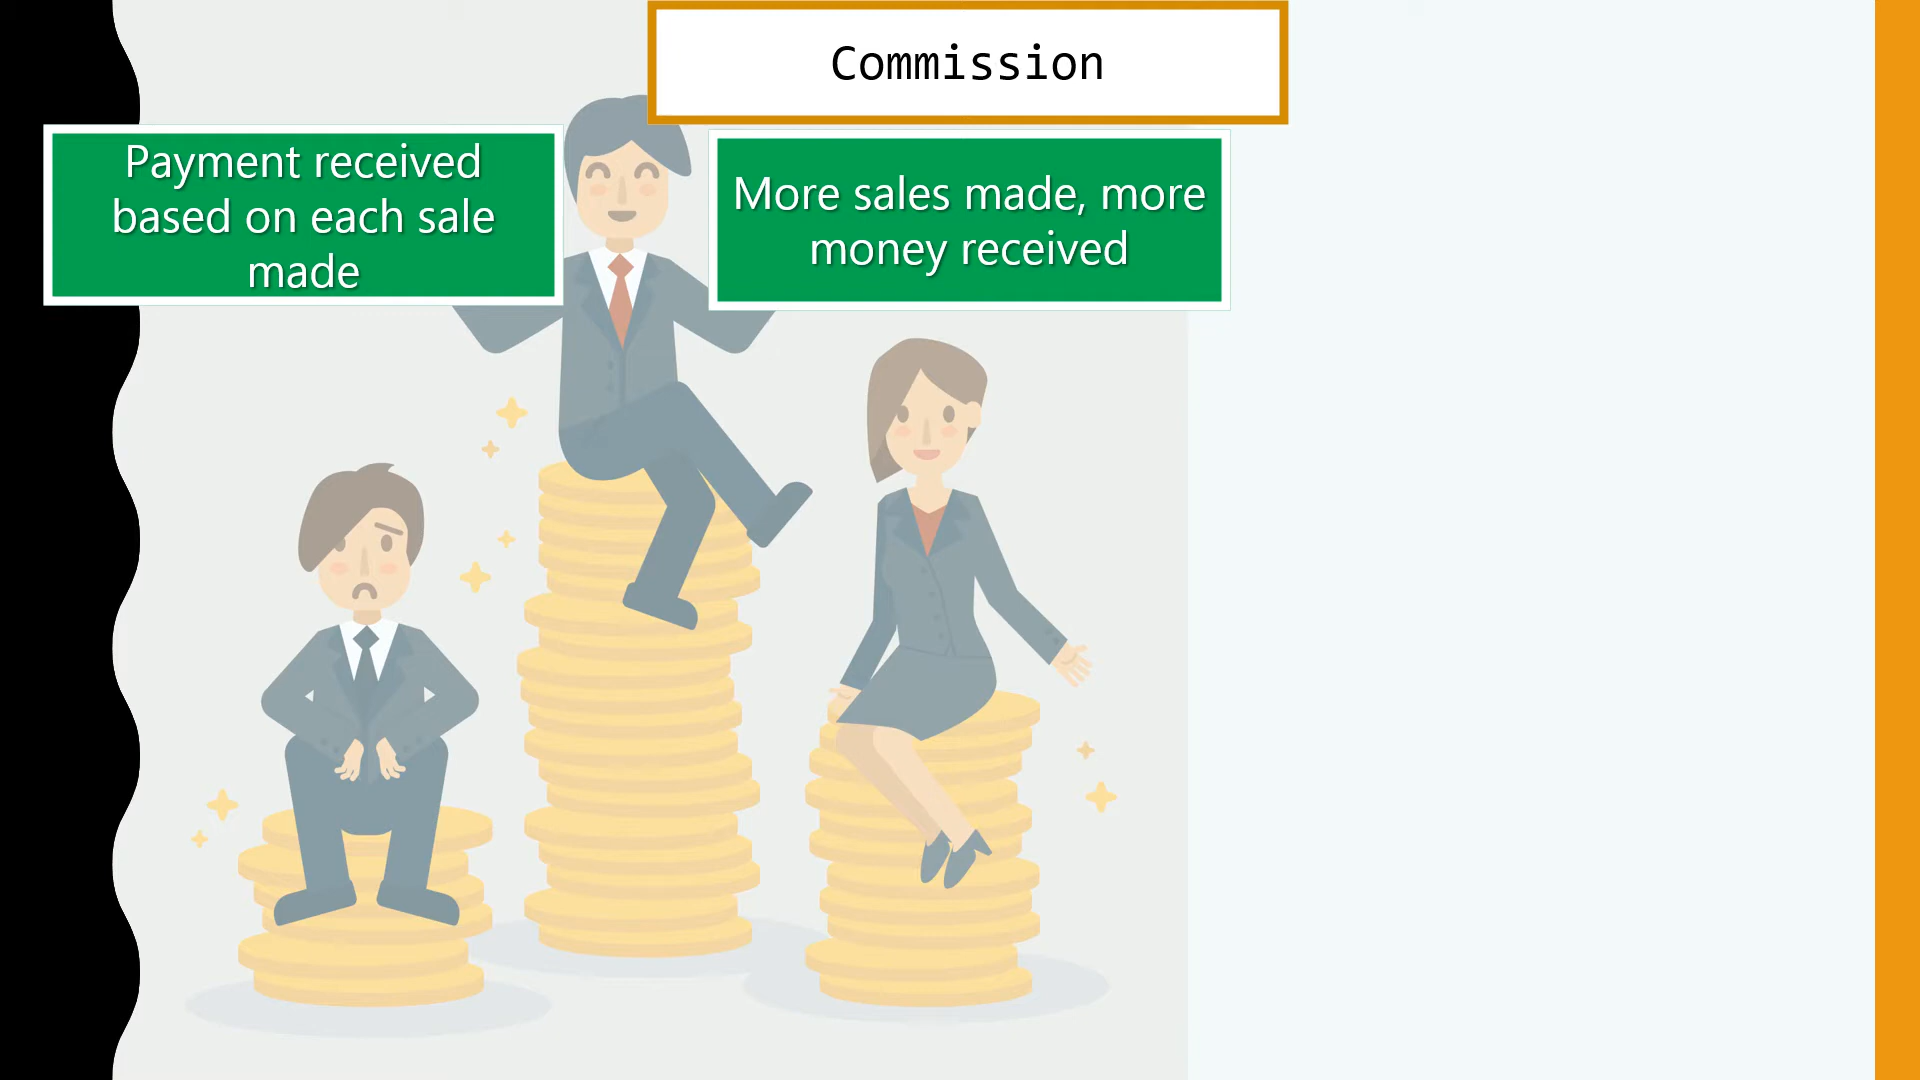 Commission
Payment received
based on each sale
made
More sales made, more
money received